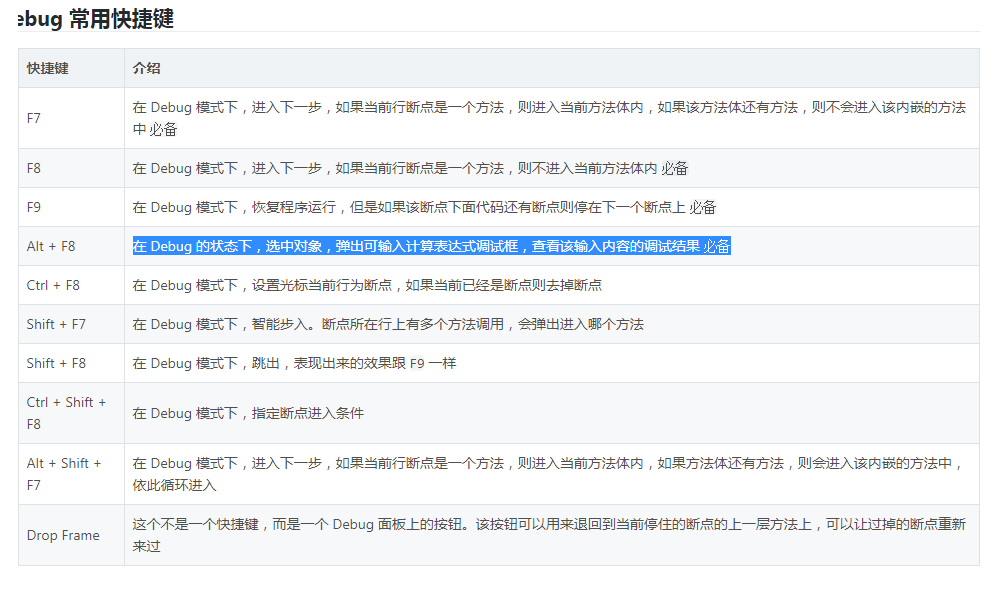 ebug 常用快捷键
快捷键 介绍
F7 在 Debug 模式下，进入下一步，如果当前行断点是一个方法，则进入当前方法体内，如果该方法体还有方法，则不会进入该内嵌的方法
中 必备
F8 在 Debug 模式下，进入下一步，如果当前行断点是一个方法，则不进入当前方法体内 必备
F9 在 Debug 模式下，恢复程序运行，但是如果该断点下面代码还有断点则停在下一个断点上 必备
Alt + F8 在 Debug 的状态下，选中对象，弹出可输入计算表达式调试框，查看该输入内容的调试结果 必备
Ctrl + F8 在 Debug 模式下，设置光标当前行为断点，如果当前已经是断点则去掉断点
Shift + F7 在 Debug 模式下，智能步入。断点所在行上有多个方法调用，会弹出进入哪个方法
Shift + F8 在 Debug 模式下，跳出，表现出来的效果跟 F9 一样
Ctrl + Shift +
F8 在 Debug 模式下，指定断点进入条件
Alt + Shift +
F7 在 Debug 模式下，进入下一步，如果当前行断点是一个方法，则进入当前方法体内，如果方法体还有方法，则会进入该内嵌的方法中，
依此循环进入
Drop Frame 这个不是一个快捷键，而是一个 Debug 面板上的按钮。该按钮可以用来退回到当前停住的断点的上一层方法上，可以让过掉的断点重新
来过